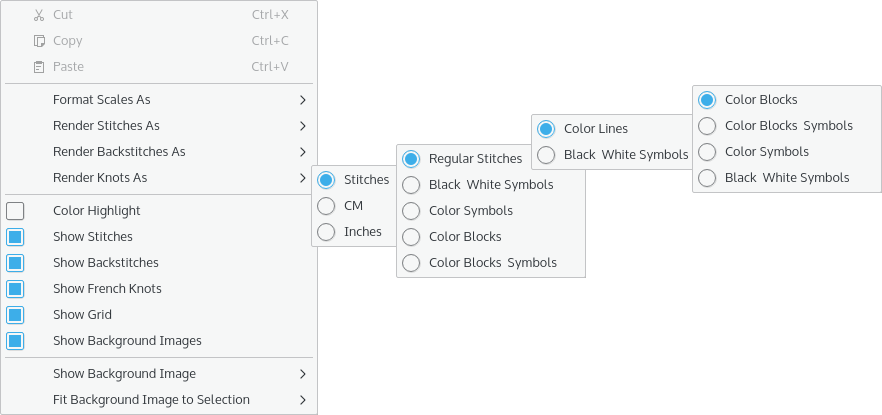 Cut Ctrl+X
Copy Ctrl+C
Paste Ctrl+V
Format Scales As
Render Stitches As
Render Backstitches As
Render Knots As
Color Highlight
Show Stitches
Show Backstitches
Show French Knots
Show Grid
Show Background Images
Show Background Image
Fit Background Image to Selection
Stitches
CM
Inches
Regular Stitches
Black White Symbols
Color Symbols
Color Blocks
Color Blocks Symbols
Color Lines
Black White Symbols
Color Blocks
Color Blocks Symbols
Color Symbols
Black White Symbols